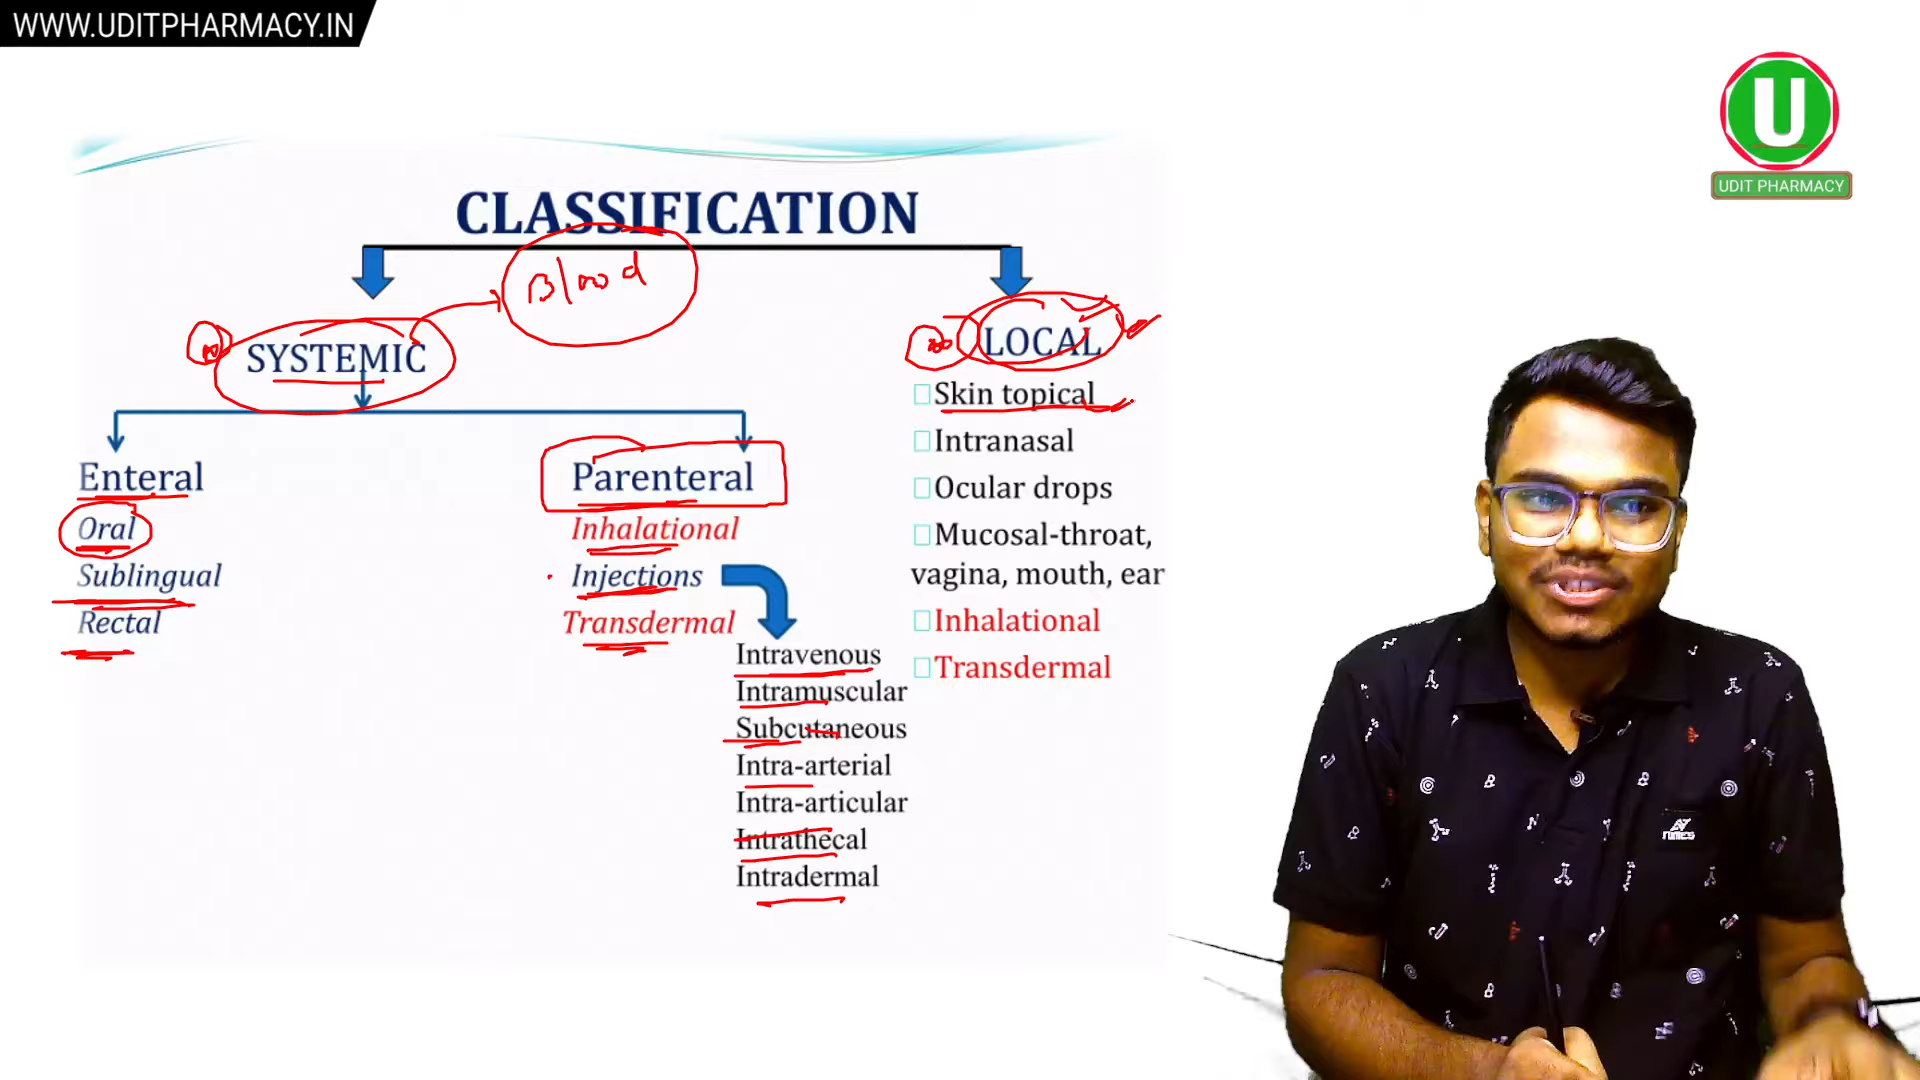 WWW.UDITPHARMACY.IN
U
UDIT PHARMACY
CLASSIFICATION
Blood
SYSTEMIC
Enteral
Oral
Sublingual
Rectal
Parenteral
Inhalational
Injections
Transdermal
Intravenous
Intramuscular
Subcutaneous
Intra-arterial
Intra-articular
Intrathecal
Intradermal
LOCAL
Skin topical
Intranasal
Ocular drops
Mucosal-throat,
vagina, mouth, ear
Inhalational
Transdermal